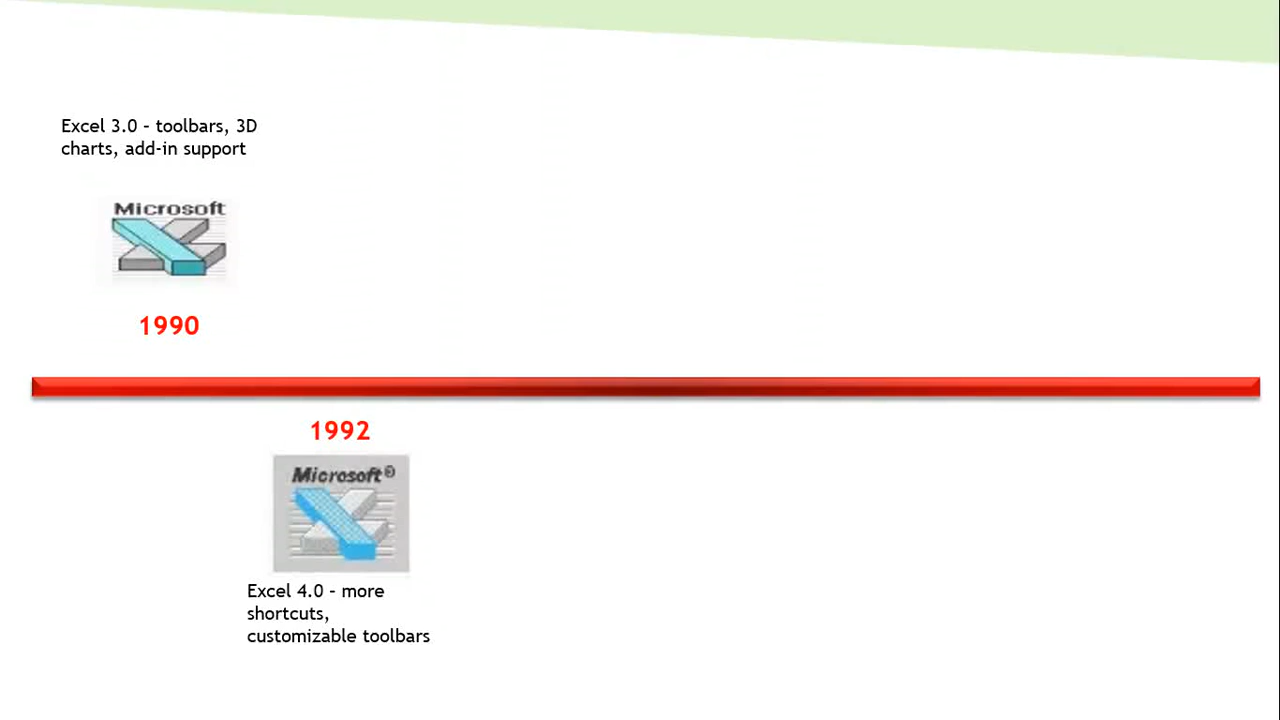 Excel 3.0 – toolbars, 3D
charts, add-in support
Microsoft
1990
1992
Microsoft®
Excel 4.0 – more
shortcuts,
customizable toolbars